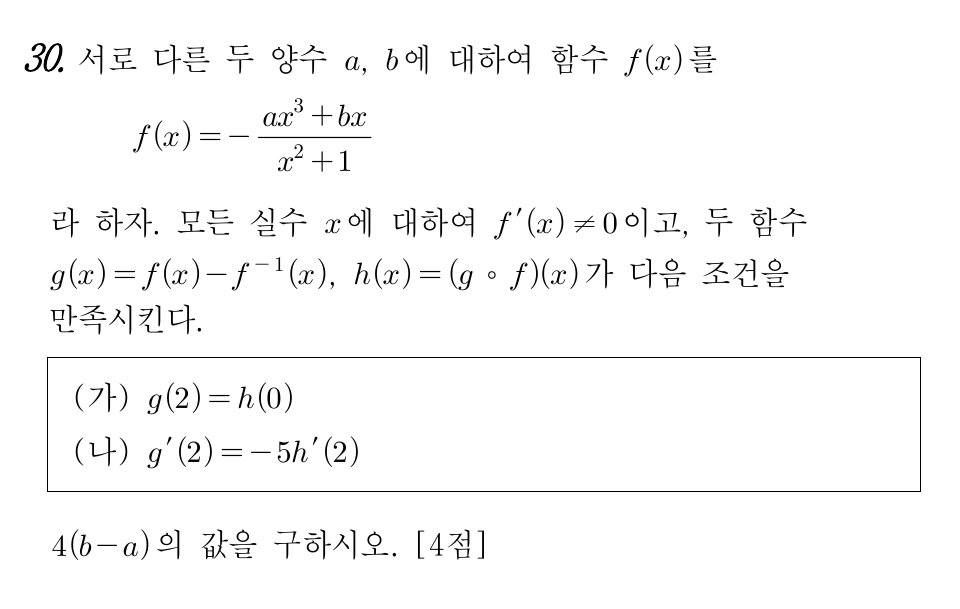 30. 서로 다른 두 양수 a, b에 대하여 함수 f(x)를
f(x)=-\frac{ax^3+bx}{x^2+1}
라 하자. 모든 실수 x에 대하여 f'(x)≠0이고, 두 함수
g(x)=f(x)-f^{-1}(x), h(x)=(g∘f)(x)가 다음 조건을
만족시킨다.
(가) g(2)=h(0)
(나) g'(2)=-5h'(2)
4(b-a)의 값을 구하시오. [4점]